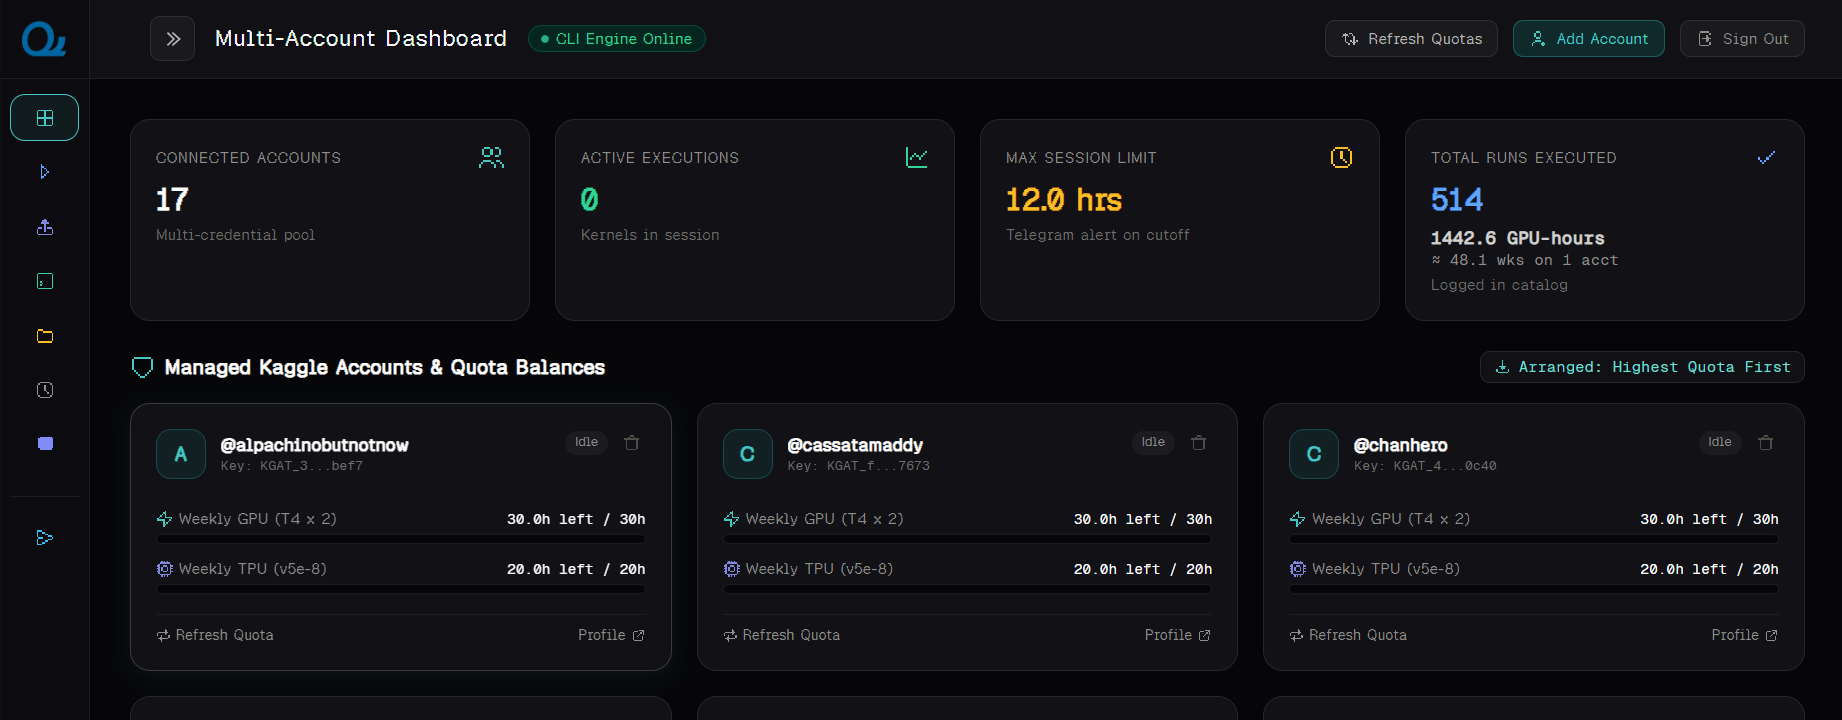 Multi-Account Dashboard
CLI Engine Online
Refresh Quotas
Add Account
Sign Out
CONNECTED ACCOUNTS
17
Multi-credential pool
ACTIVE EXECUTIONS
0
Kernels in session
MAX SESSION LIMIT
12.0 hrs
Telegram alert on cutoff
TOTAL RUNS EXECUTED
514
1442.6 GPU-hours
≈ 48.1 wks on 1 acct
Logged in catalog
Managed Kaggle Accounts & Quota Balances
Arranged: Highest Quota First
A
@alpachinobutnotnow
Key: KGAT_3...bef7
Idle
Weekly GPU (T4 x 2)
30.0h left / 30h
Weekly TPU (v5e-8)
20.0h left / 20h
Refresh Quota
Profile
C
@cassatamaddy
Key: KGAT_f...7673
Idle
Weekly GPU (T4 x 2)
30.0h left / 30h
Weekly TPU (v5e-8)
20.0h left / 20h
Refresh Quota
Profile
C
@chanhero
Key: KGAT_4...0c40
Idle
Weekly GPU (T4 x 2)
30.0h left / 30h
Weekly TPU (v5e-8)
20.0h left / 20h
Refresh Quota
Profile